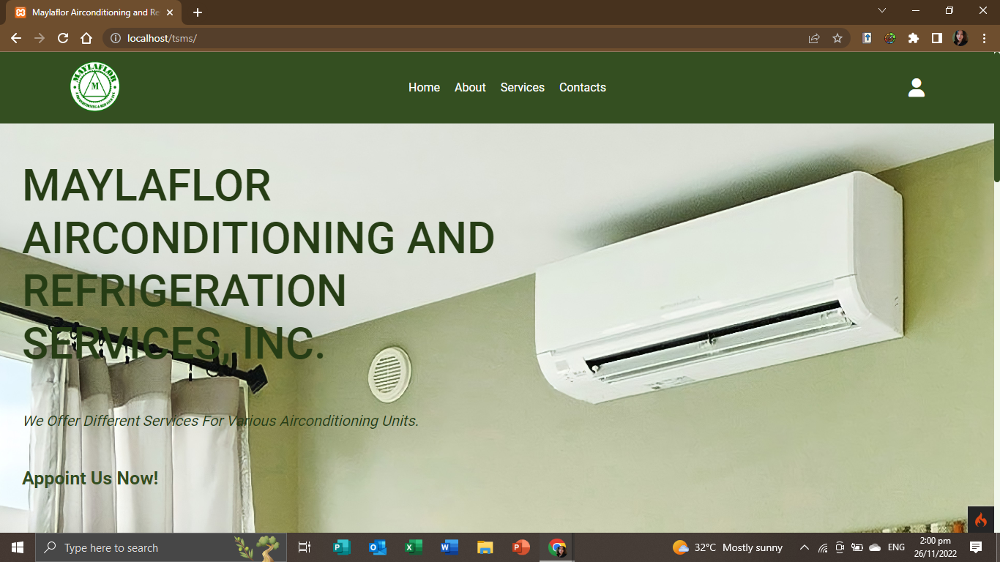 Maylaflor Airconditioning and Re
localhost/tsms/
MAYLAFLOR
M
Home About Services Contacts
MAYLAFLOR
AIRCONDITIONING AND
REFRIGERATION
SERVICES, INC.
We Offer Different Services For Various Airconditioning Units.
Appoint Us Now!
Type here to search
32°C Mostly sunny
ENG
2:00 pm
26/11/2022